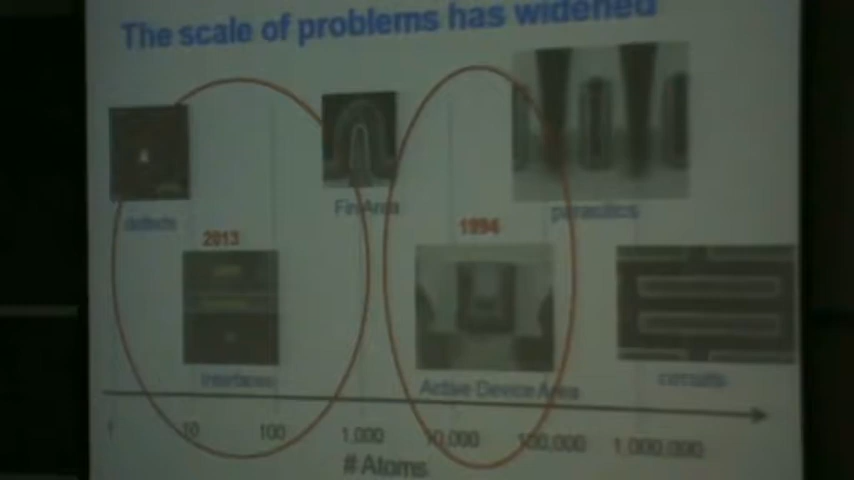 The scale of problems has widened
defects
Fin Area
parasitics
2013
1994
Interfaces
Active Device Area
circuits
1 10 100 1,000 10,000 100,000 1,000,000
# Atoms